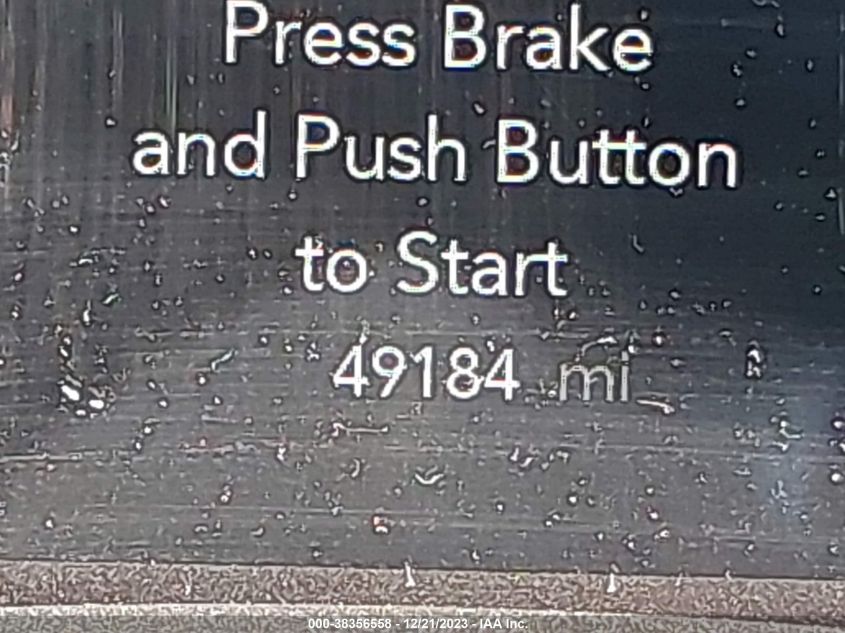 Press Brake
and Push Button
to Start
49184 mi
000-38356558 - 12/21/2023 - IAA Inc.